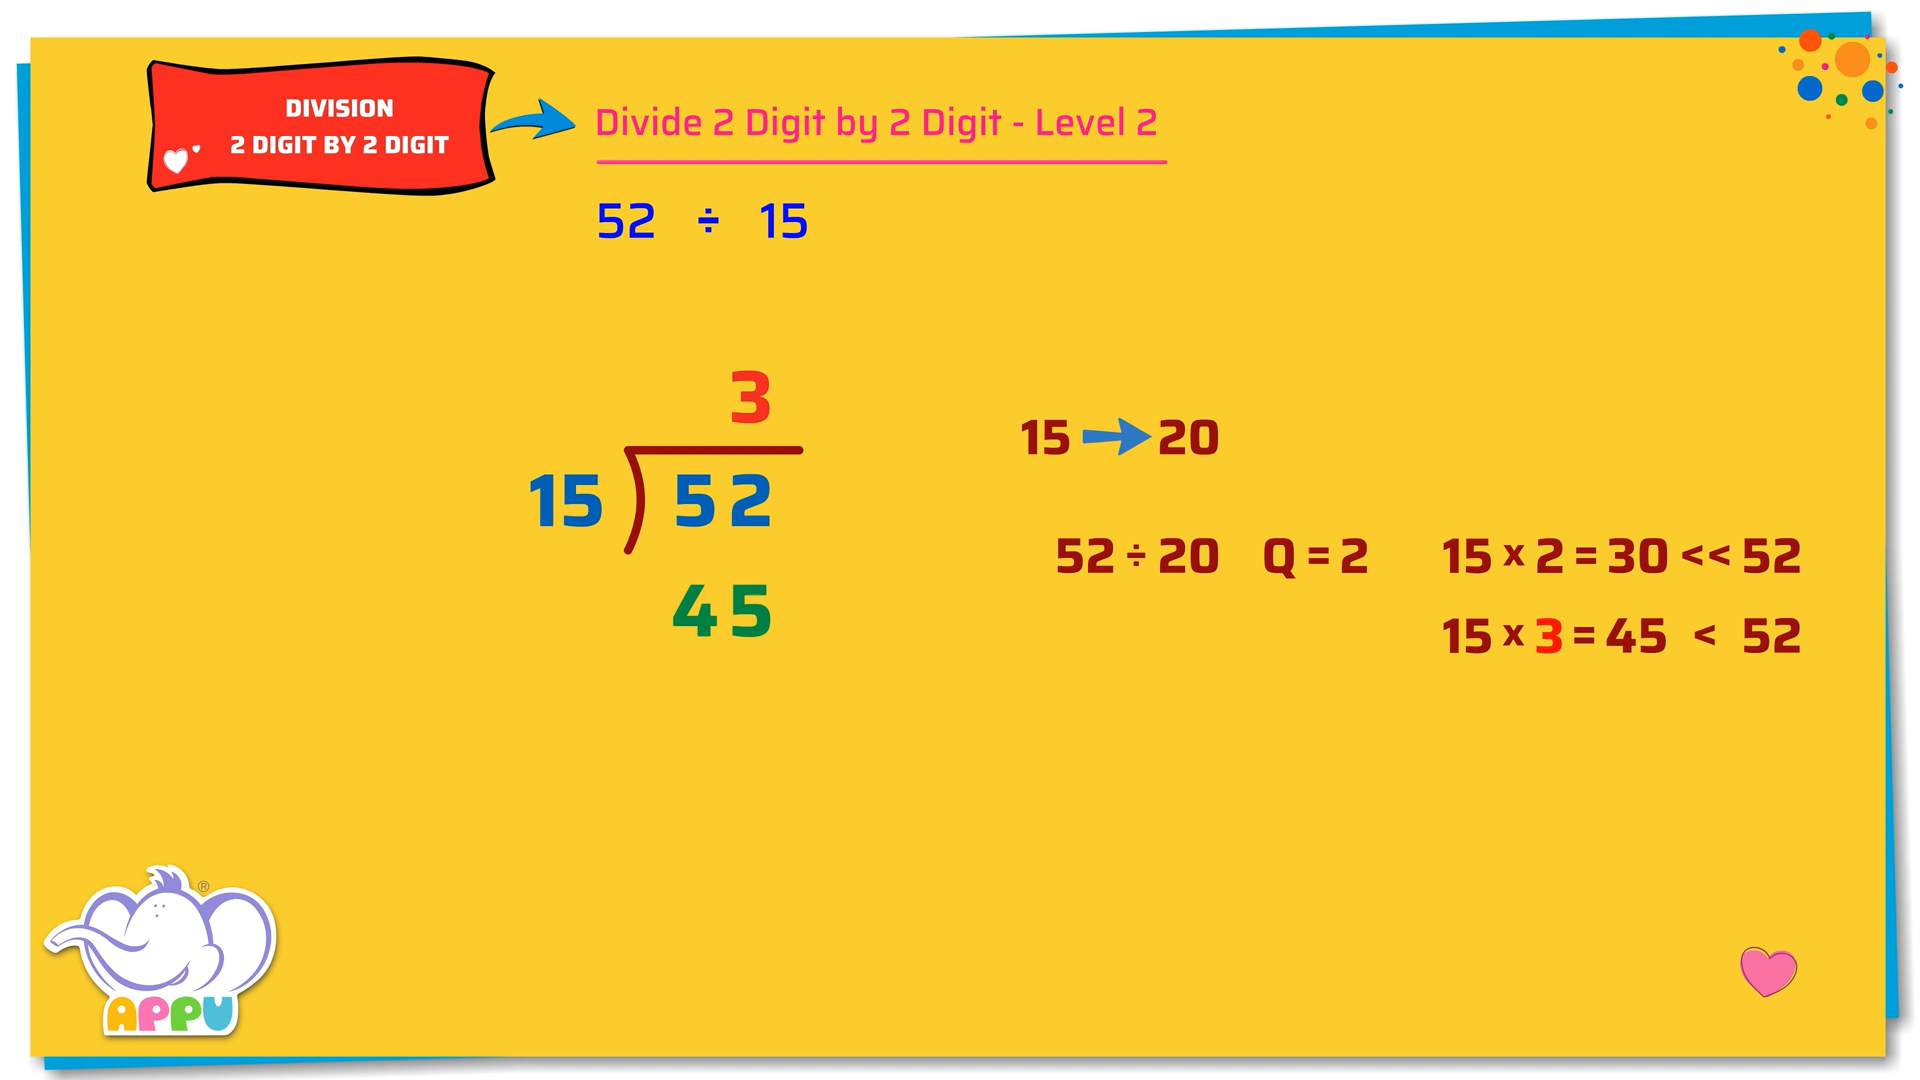 DIVISION
2 DIGIT BY 2 DIGIT
Divide 2 Digit by 2 Digit - Level 2
52 ÷ 15
3
15 ) 52
45
15 → 20
52 ÷ 20 Q = 2 15 x 2 = 30 << 52
15 x 3 = 45 < 52
®
APPU